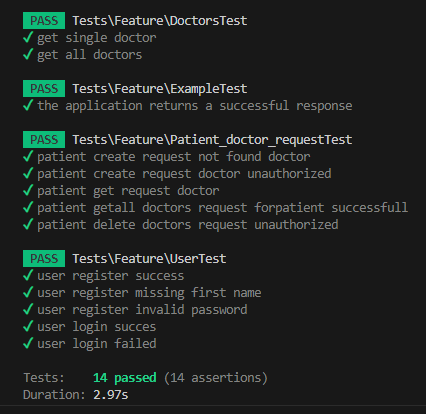 PASS Tests\Feature\DoctorsTest
✓ get single doctor
✓ get all doctors
PASS Tests\Feature\ExampleTest
✓ the application returns a successful response
PASS Tests\Feature\Patient_doctor_requestTest
✓ patient create request not found doctor
✓ patient create request doctor unauthorized
✓ patient get request doctor
✓ patient getall doctors request forpatient successfull
✓ patient delete doctors request unauthorized
PASS Tests\Feature\UserTest
✓ user register success
✓ user register missing first name
✓ user register invalid password
✓ user login succes
✓ user login failed
Tests: 14 passed (14 assertions)
Duration: 2.97s